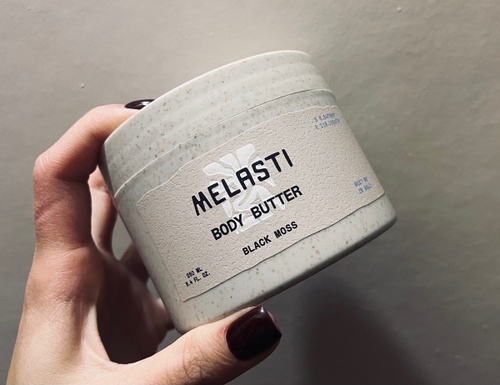 MELASTI
BODY BUTTER
BLACK MOSS
250 ML
8.4 FL. OZ.